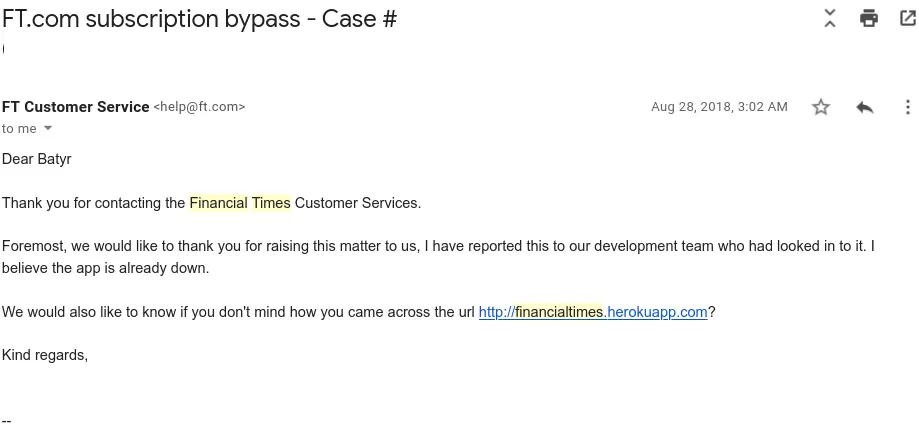 FT.com subscription bypass - Case #
FT Customer Service <help@ft.com>
Aug 28, 2018, 3:02 AM
to me
Dear Batyr
Thank you for contacting the Financial Times Customer Services.
Foremost, we would like to thank you for raising this matter to us, I have reported this to our development team who had looked in to it. I
believe the app is already down.
We would also like to know if you don't mind how you came across the url http://financialtimes.herokuapp.com?
Kind regards,
--